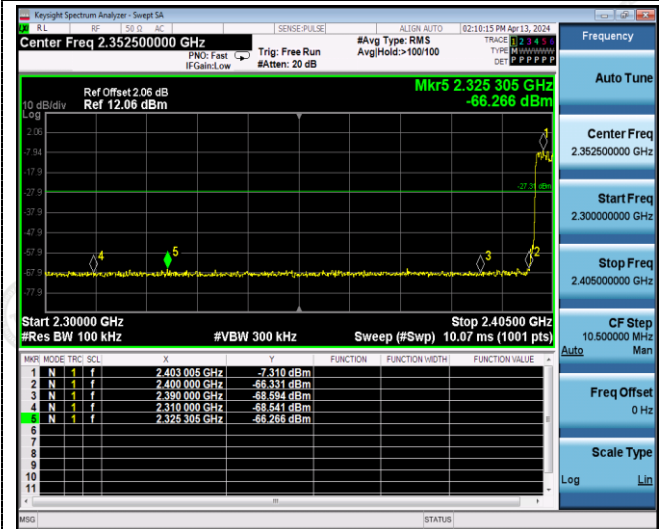 Keysight Spectrum Analyzer - Swept SA
RL RF 50 Ω AC SENSE:PULSE ALIGN AUTO 02:10:15 PM Apr 13, 2024
Center Freq 2.352500000 GHz
PNO: Fast
IFGain:Low
Trig: Free Run
#Atten: 20 dB
#Avg Type: RMS
Avg|Hold:>100/100
TRACE 1 2 3 4 5 6
TYPE M WWWWW
DET P P P P P P
Mkr5 2.325 305 GHz
-66.266 dBm
Ref Offset 2.06 dB
10 dB/div Ref 12.06 dBm
Log
2.06
-7.94
-17.9
-27.9
-37.9
-47.9
-57.9
-67.9
-77.9
1
4
5
3
2
Start 2.30000 GHz Stop 2.40500 GHz
#Res BW 100 kHz #VBW 300 kHz Sweep (#Swp) 10.07 ms (1001 pts)
MKR MODE TRC SCL X Y FUNCTION FUNCTION WIDTH FUNCTION VALUE
1 N 1 f 2.403 005 GHz -7.310 dBm
2 N 1 f 2.400 000 GHz -66.331 dBm
3 N 1 f 2.390 000 GHz -68.594 dBm
4 N 1 f 2.310 000 GHz -68.541 dBm
5 N 1 f 2.325 305 GHz -66.266 dBm
6
7
8
9
10
11
MSG STATUS
Frequency
Auto Tune
Center Freq
2.352500000 GHz
Start Freq
2.300000000 GHz
Stop Freq
2.405000000 GHz
CF Step
10.500000 MHz
Auto Man
Freq Offset
0 Hz
Scale Type
Log Lin